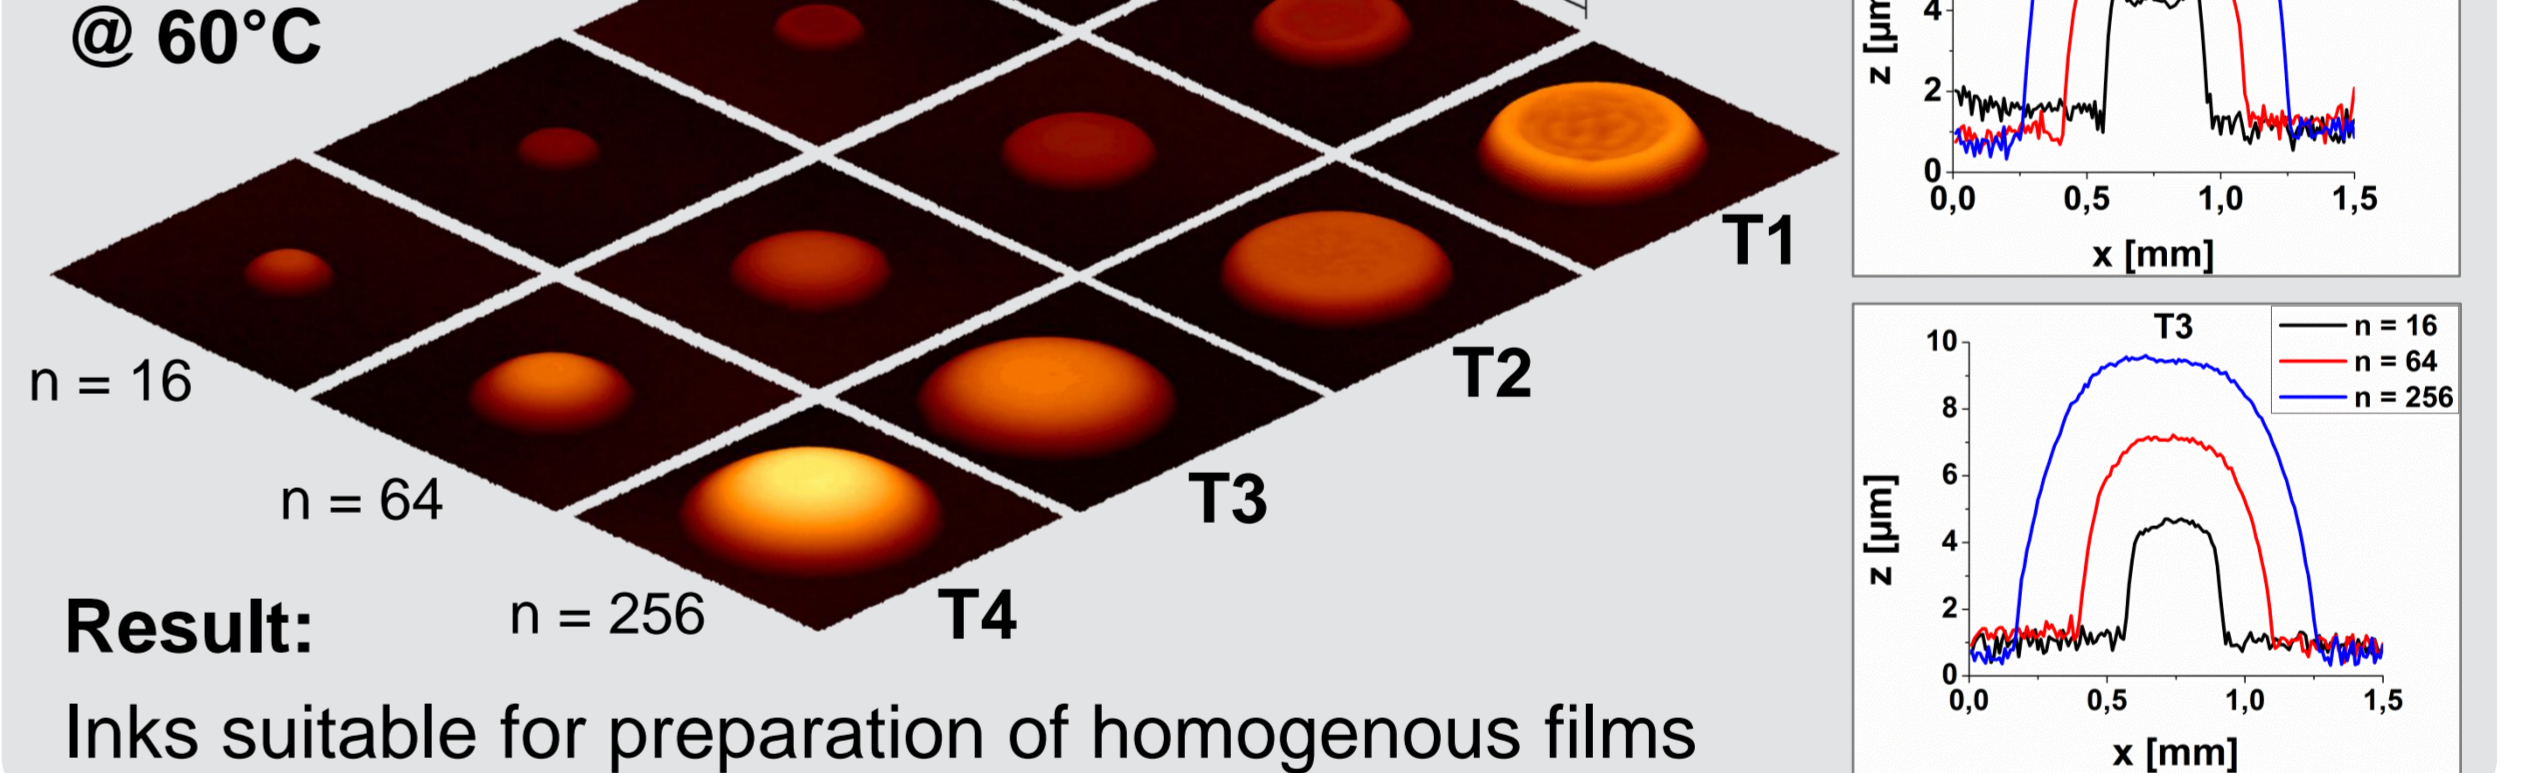 @ 60°C
n = 16
n = 64
n = 256
T1
T2
T3
T4
Result:
Inks suitable for preparation of homogenous films
4
2
0
z [µm
0,0 0,5 1,0 1,5
x [mm]
T3
n = 16
n = 64
n = 256
10
8
6
4
2
0
z [µm]
0,0 0,5 1,0 1,5
x [mm]